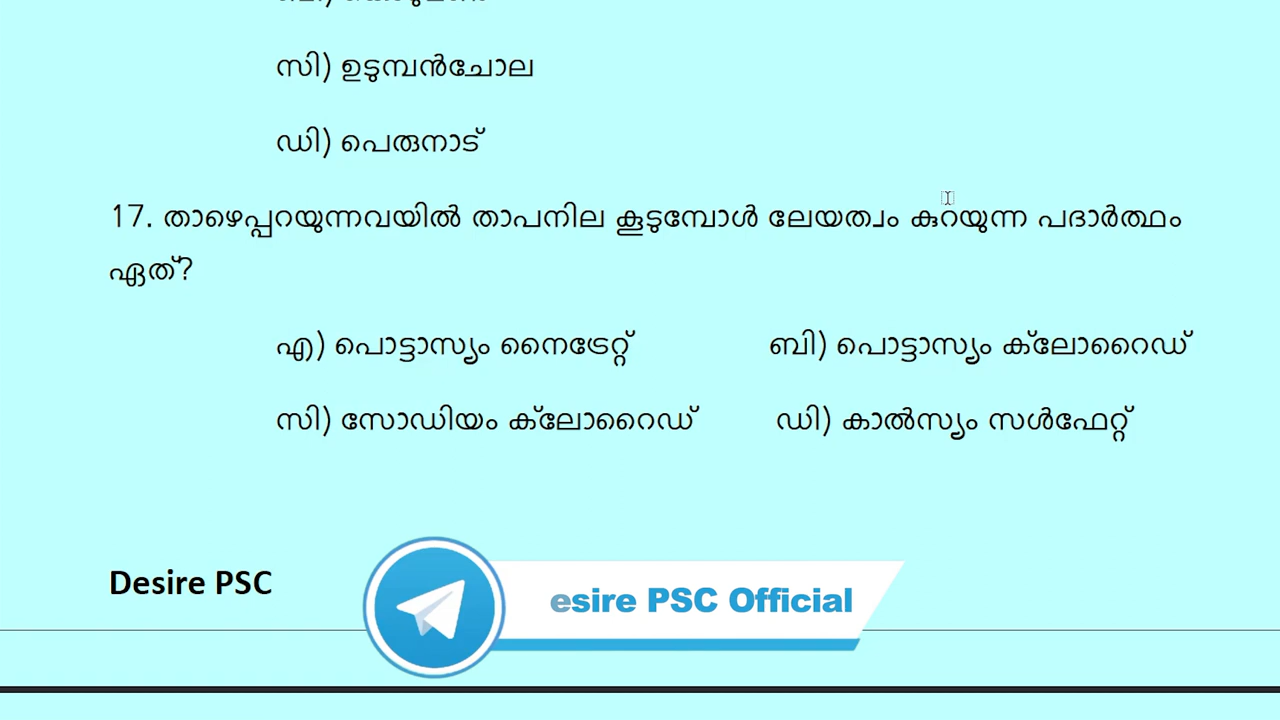 സി) ഉടുമ്പൻചോല
ഡി) പെരുനാട്
17. താഴെപ്പറയുന്നവയിൽ താപനില കൂടുമ്പോൾ ലേയത്വം കുറയുന്ന പദാർത്ഥം
ഏത്?
എ) പൊട്ടാസ്യം നൈട്രേറ്റ് ബി) പൊട്ടാസ്യം ക്ലോറൈഡ്
സി) സോഡിയം ക്ലോറൈഡ് ഡി) കാൽസ്യം സൾഫേറ്റ്
Desire PSC
esire PSC Official